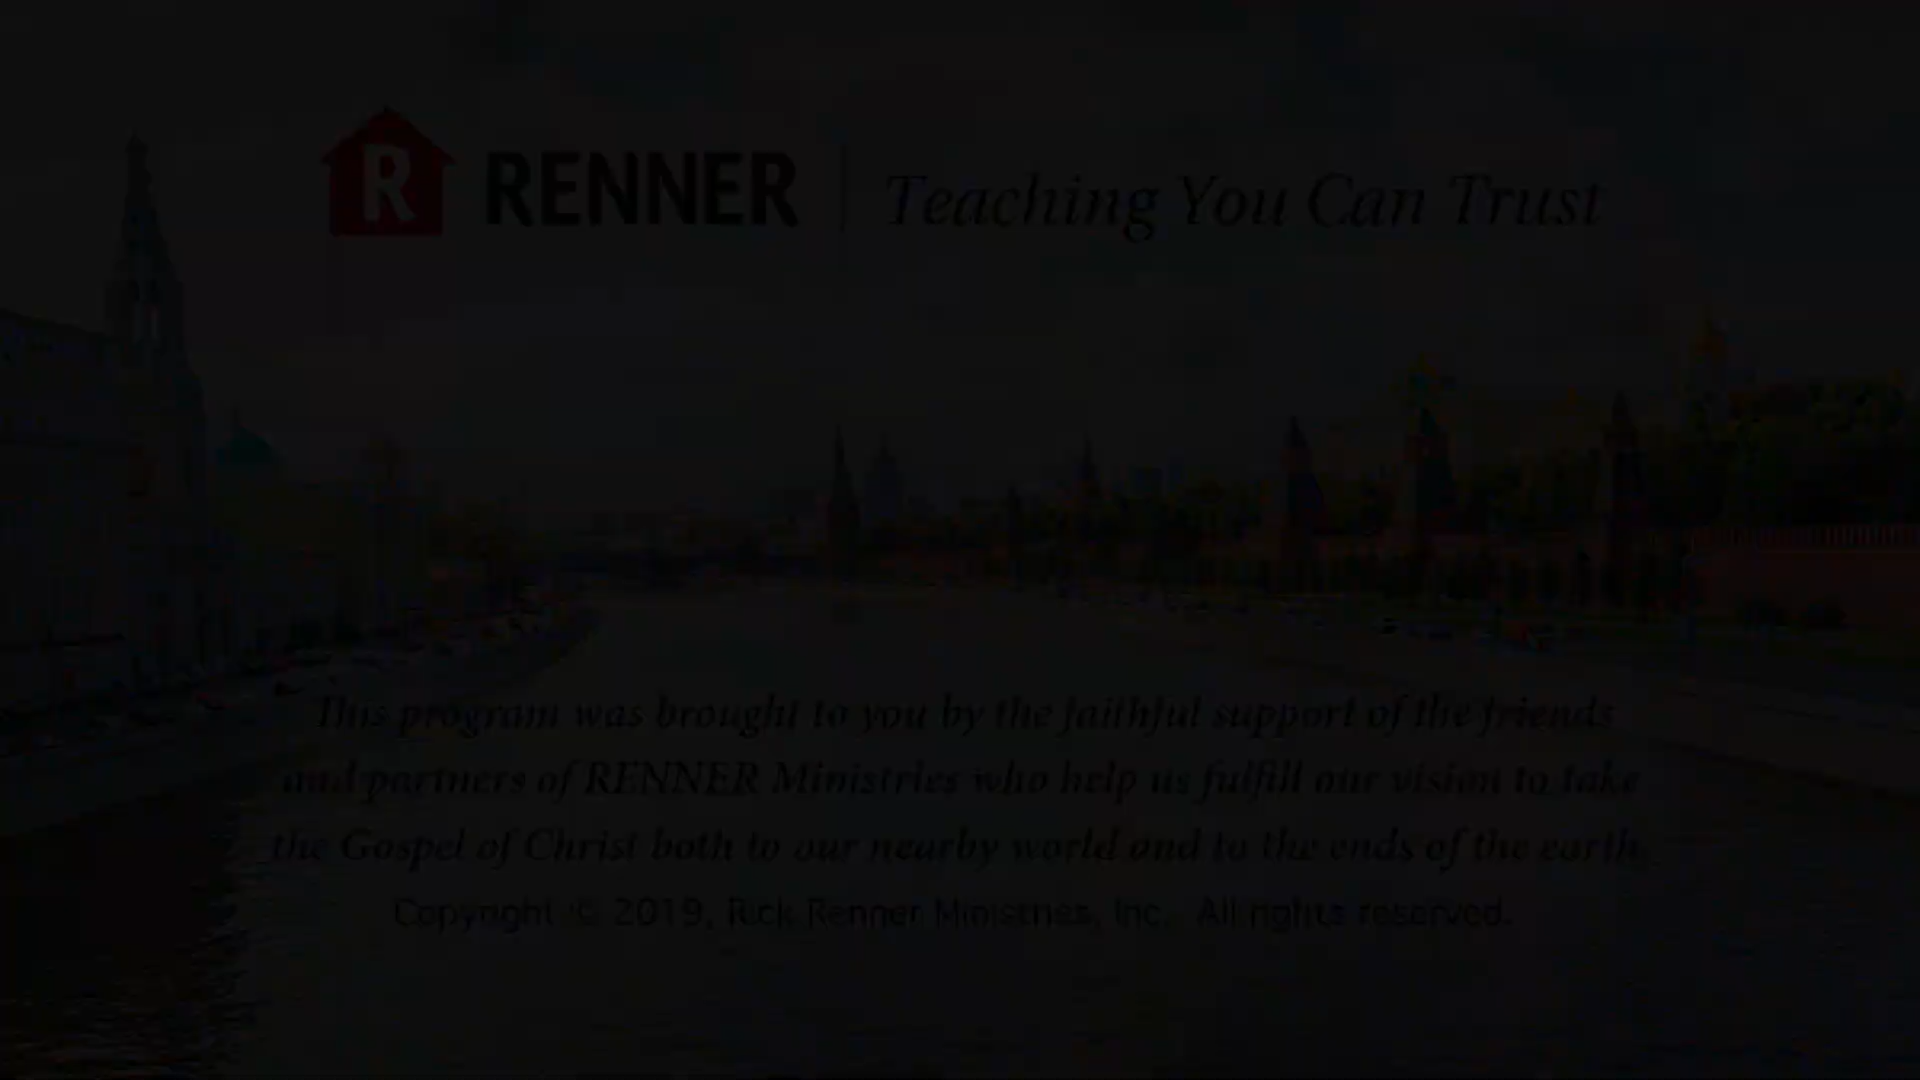 R RENNER | Teaching You Can Trust
This program was brought to you by the faithful support of the friends
and partners of RENNER Ministries who help us fulfill our vision to take
the Gospel of Christ both to our nearby world and to the ends of the earth.
Copyright © 2019, Rick Renner Ministries, Inc. All rights reserved.